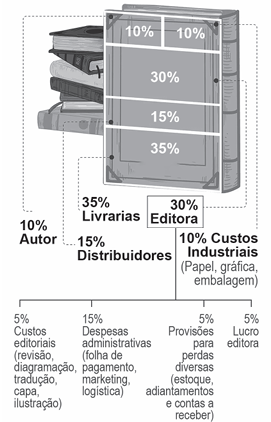 10% 10%
30%
15%
35%
10%
Autor
35%
Livrarias
15%
Distribuidores
30%
Editora
10% Custos
Industriais
(Papel, gráfica,
embalagem)
5%
Custos
editoriais
(revisão,
diagramação,
tradução,
capa,
ilustração)
15%
Despesas
administrativas
(folha de
pagamento,
marketing,
logística)
5%
Provisões
para
perdas
diversas
(estoque,
adiantamentos
e contas a
receber)
5%
Lucro
editora